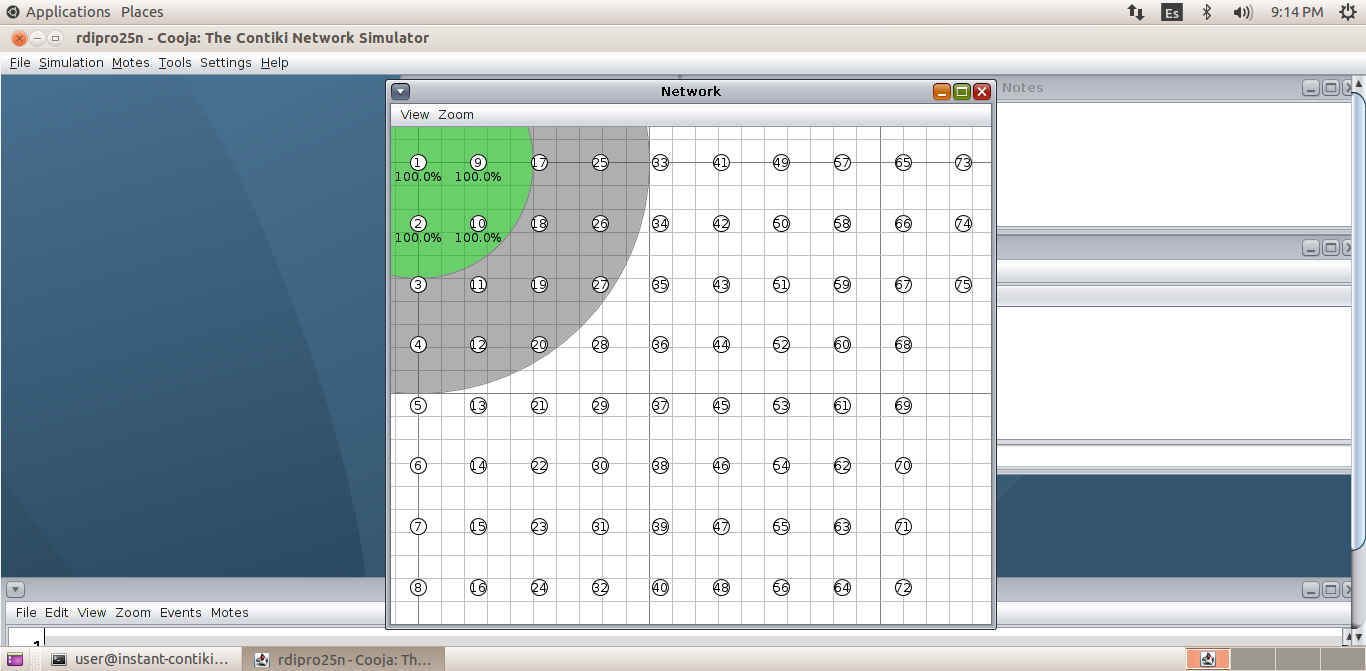 Applications Places Es 9:14 PM
rdipro25n - Cooja: The Contiki Network Simulator
File Simulation Motes Tools Settings Help
Network
Notes
View Zoom
1 9 17 25 33 41 49 57 65 73
100.0% 100.0%
2 10 18 26 34 42 50 58 66 74
100.0% 100.0%
3 11 19 27 35 43 51 59 67 75
4 12 20 28 36 44 52 60 68
5 13 21 29 37 45 53 61 69
6 14 22 30 38 46 54 62 70
7 15 23 31 39 47 55 63 71
8 16 24 32 40 48 56 64 72
File Edit View Zoom Events Motes
1
user@instant-contiki... rdipro25n - Cooja: Th...